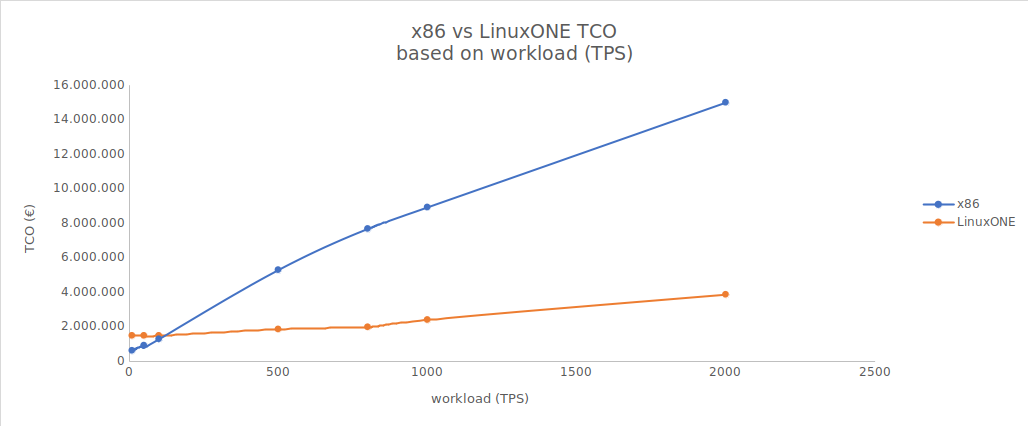 x86 vs LinuxONE TCO
based on workload (TPS)
TCO (€)
16.000.000
14.000.000
12.000.000
10.000.000
8.000.000
6.000.000
4.000.000
2.000.000
0
0
500
1000
1500
2000
2500
workload (TPS)
x86
LinuxONE